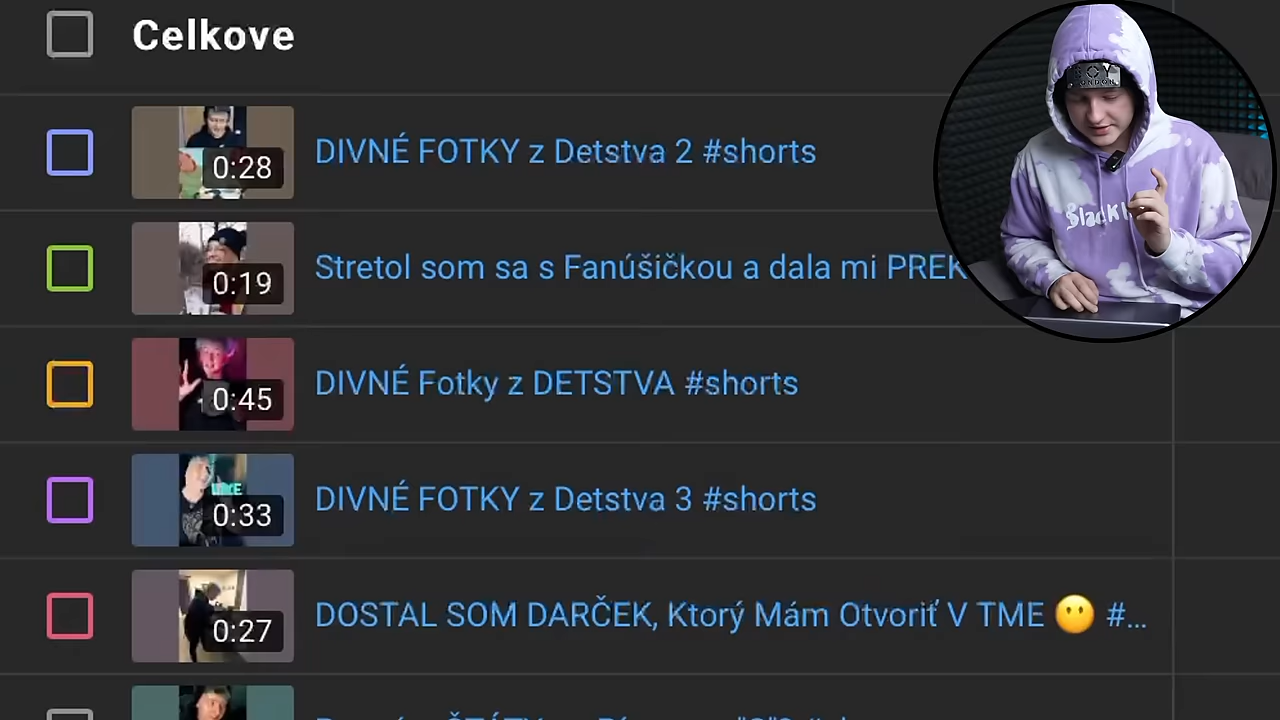 Celkove
0:28
DIVNÉ FOTKY z Detstva 2 #shorts
0:19
Stretol som sa s Fanúšičkou a dala mi PREK
0:45
DIVNÉ Fotky z DETSTVA #shorts
0:33
DIVNÉ FOTKY z Detstva 3 #shorts
0:27
DOSTAL SOM DARČEK, Ktorý Mám Otvoriť V TME 😶 #...